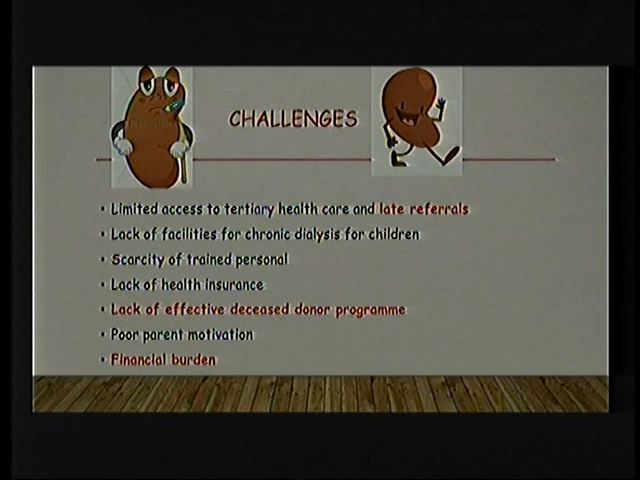 CHALLENGES
• Limited access to tertiary health care and late referrals
• Lack of facilities for chronic dialysis for children
• Scarcity of trained personal
• Lack of health insurance
• Lack of effective deceased donor programme
• Poor parent motivation
• Financial burden